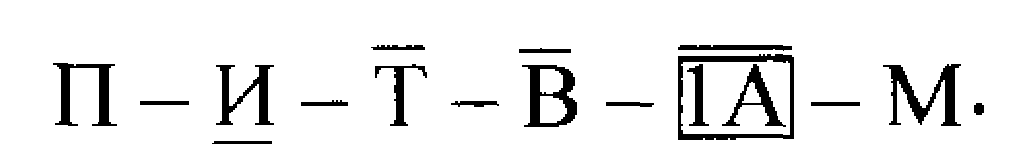 П – И – Т – В – 1А – М.